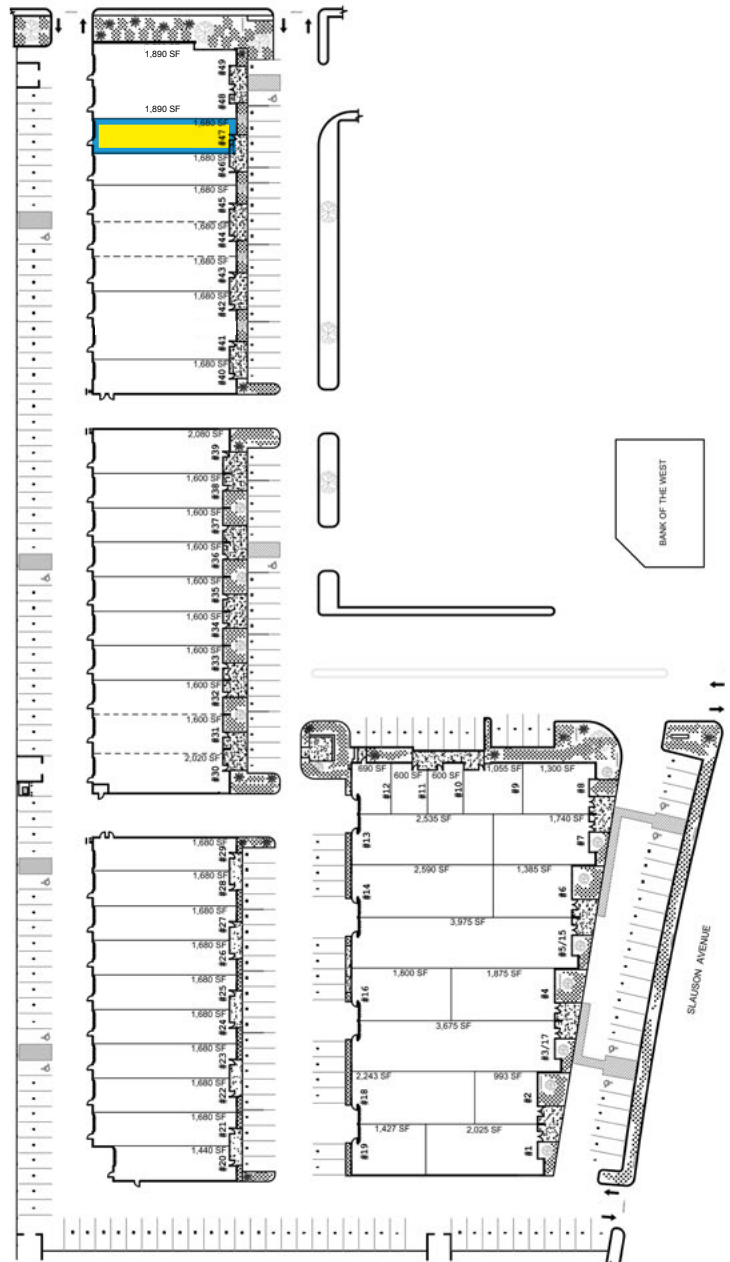 1,890 SF
#49
#48
1,890 SF
1,680 SF
#47
1,680 SF
#46
1,680 SF
#45
1,680 SF
#44
1,680 SF
#43
1,680 SF
#42
#41
1,680 SF
#40
2,080 SF
#39
1,600 SF
#38
1,600 SF
#37
1,600 SF
#36
1,600 SF
#35
1,600 SF
#34
1,600 SF
#33
1,600 SF
#32
1,600 SF
#31
2,020 SF
#30
BANK OF THE WEST
1,680 SF
#29
1,680 SF
#28
1,680 SF
#27
1,680 SF
#26
1,680 SF
#25
1,680 SF
#24
1,680 SF
#23
1,680 SF
#22
1,680 SF
#21
1,440 SF
#20
690 SF
600 SF
600 SF
1,055 SF
1,300 SF
#12
#11
#10
#9
#8
2,535 SF
1,740 SF
#13
#7
2,590 SF
1,385 SF
#14
#6
3,975 SF
#5/15
1,800 SF
1,875 SF
#16
#4
3,675 SF
#3/17
2,243 SF
993 SF
#18
#2
1,427 SF
2,025 SF
#19
#1
SLAUSON AVENUE